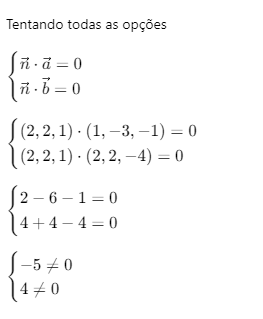 Tentando todas as opções
{ n⃗ · a⃗ = 0
n⃗ · b⃗ = 0
{ (2, 2, 1) · (1, −3, −1) = 0
(2, 2, 1) · (2, 2, −4) = 0
{ 2 − 6 − 1 = 0
4 + 4 − 4 = 0
{ −5 ≠ 0
4 ≠ 0